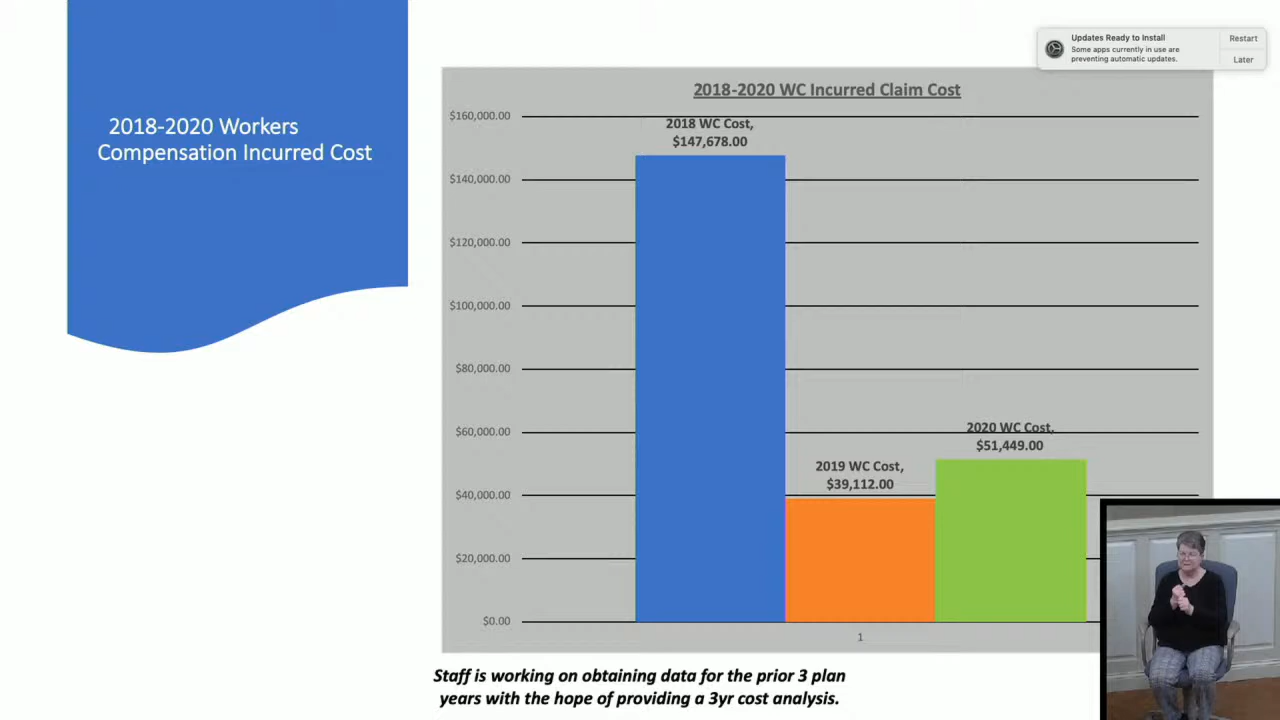 2018-2020 Workers
Compensation Incurred Cost
Updates Ready to Install
Some apps currently in use are
preventing automatic updates.
Restart
Later
2018-2020 WC Incurred Claim Cost
$160,000.00
$140,000.00
$120,000.00
$100,000.00
$80,000.00
$60,000.00
$40,000.00
$20,000.00
$0.00
2018 WC Cost,
$147,678.00
2019 WC Cost,
$39,112.00
2020 WC Cost,
$51,449.00
1
Staff is working on obtaining data for the prior 3 plan
years with the hope of providing a 3yr cost analysis.